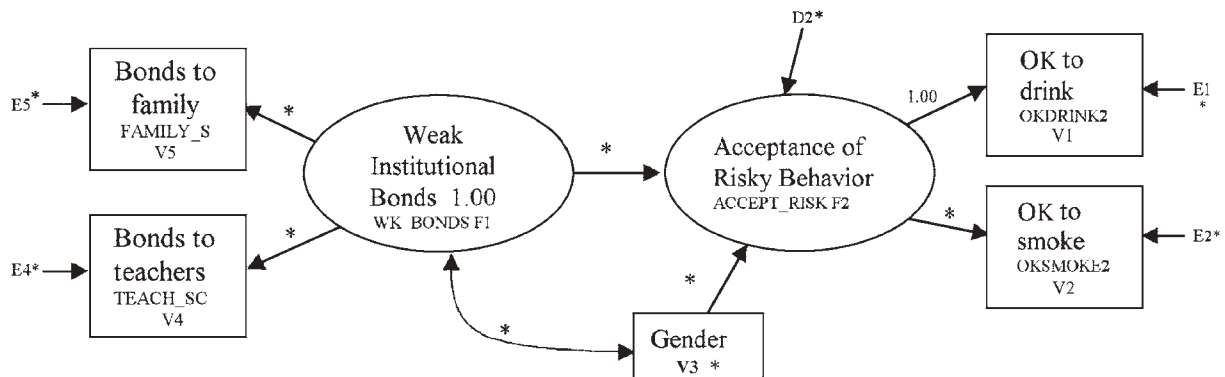 D2*
Bonds to
family
FAMILY_S
V5
E5*
*
Weak
Institutional
Bonds 1.00
WK_BONDS F1
*
Acceptance of
Risky Behavior
ACCEPT_RISK F2
1.00
OK to
drink
OKDRINK2
V1
E1
*
Bonds to
teachers
TEACH_SC
V4
E4*
*
*
OK to
smoke
OKSMOKE2
V2
E2*
*
*
Gender
V3 *